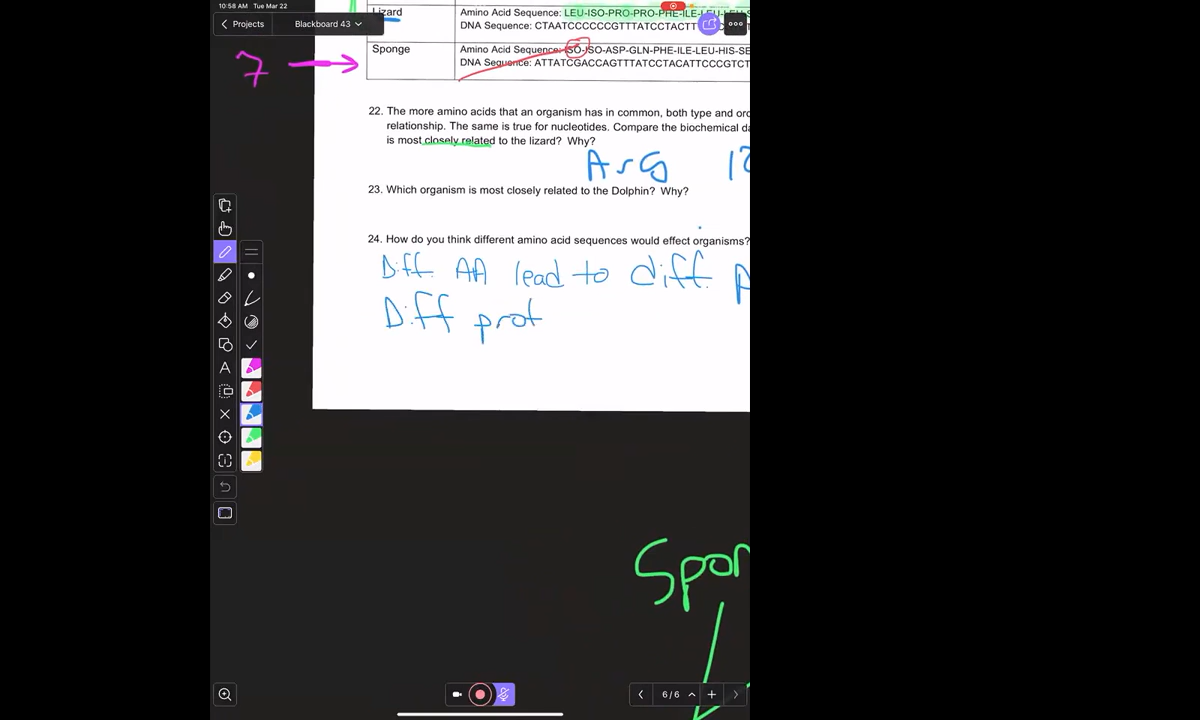 10:58 AM Tue Mar 22
Projects
Blackboard 43
Lizard
Amino Acid Sequence: LEU-ISO-PRO-PRO-PHE-ILE-LEU-LEU-S
DNA Sequence: CTAATCCCCCCGTTTATCCTACTT
7
Sponge
Amino Acid Sequence: ISO-ISO-ASP-GLN-PHE-ILE-LEU-HIS-SE
DNA Sequence: ATTATCGACCAGTTTATCCTACATTCCCGTCT
22. The more amino acids that an organism has in common, both type and ord
relationship. The same is true for nucleotides. Compare the biochemical da
is most closely related to the lizard? Why?
23. Which organism is most closely related to the Dolphin? Why?
24. How do you think different amino acid sequences would effect organisms?
Diff. AA lead to diff.
Diff prot
Spon
6/6